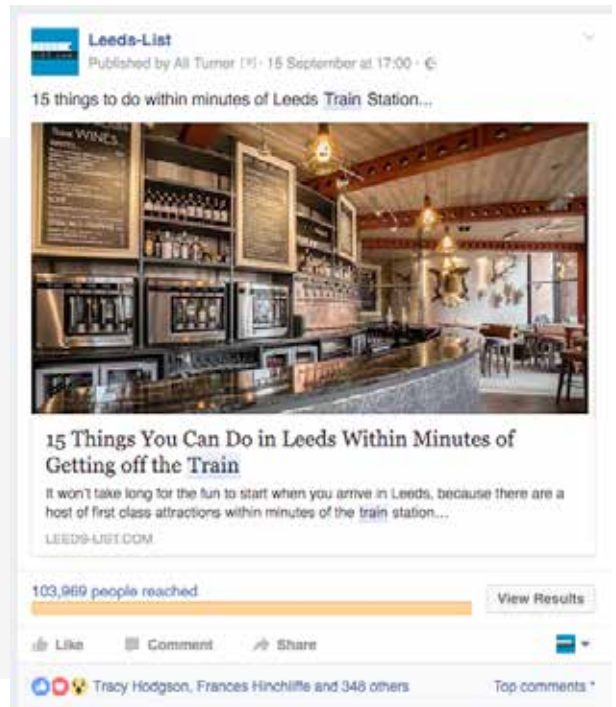 Leeds-List
Published by Ali Turner [?] · 15 September at 17:00 ·
15 things to do within minutes of Leeds Train Station...
WINES
15 Things You Can Do in Leeds Within Minutes of
Getting off the Train
It won't take long for the fun to start when you arrive in Leeds, because there are a
host of first class attractions within minutes of the train station...
LEEDS-LIST.COM
103,969 people reached
View Results
Like Comment Share
Tracy Hodgson, Frances Hinchliffe and 348 others
Top comments